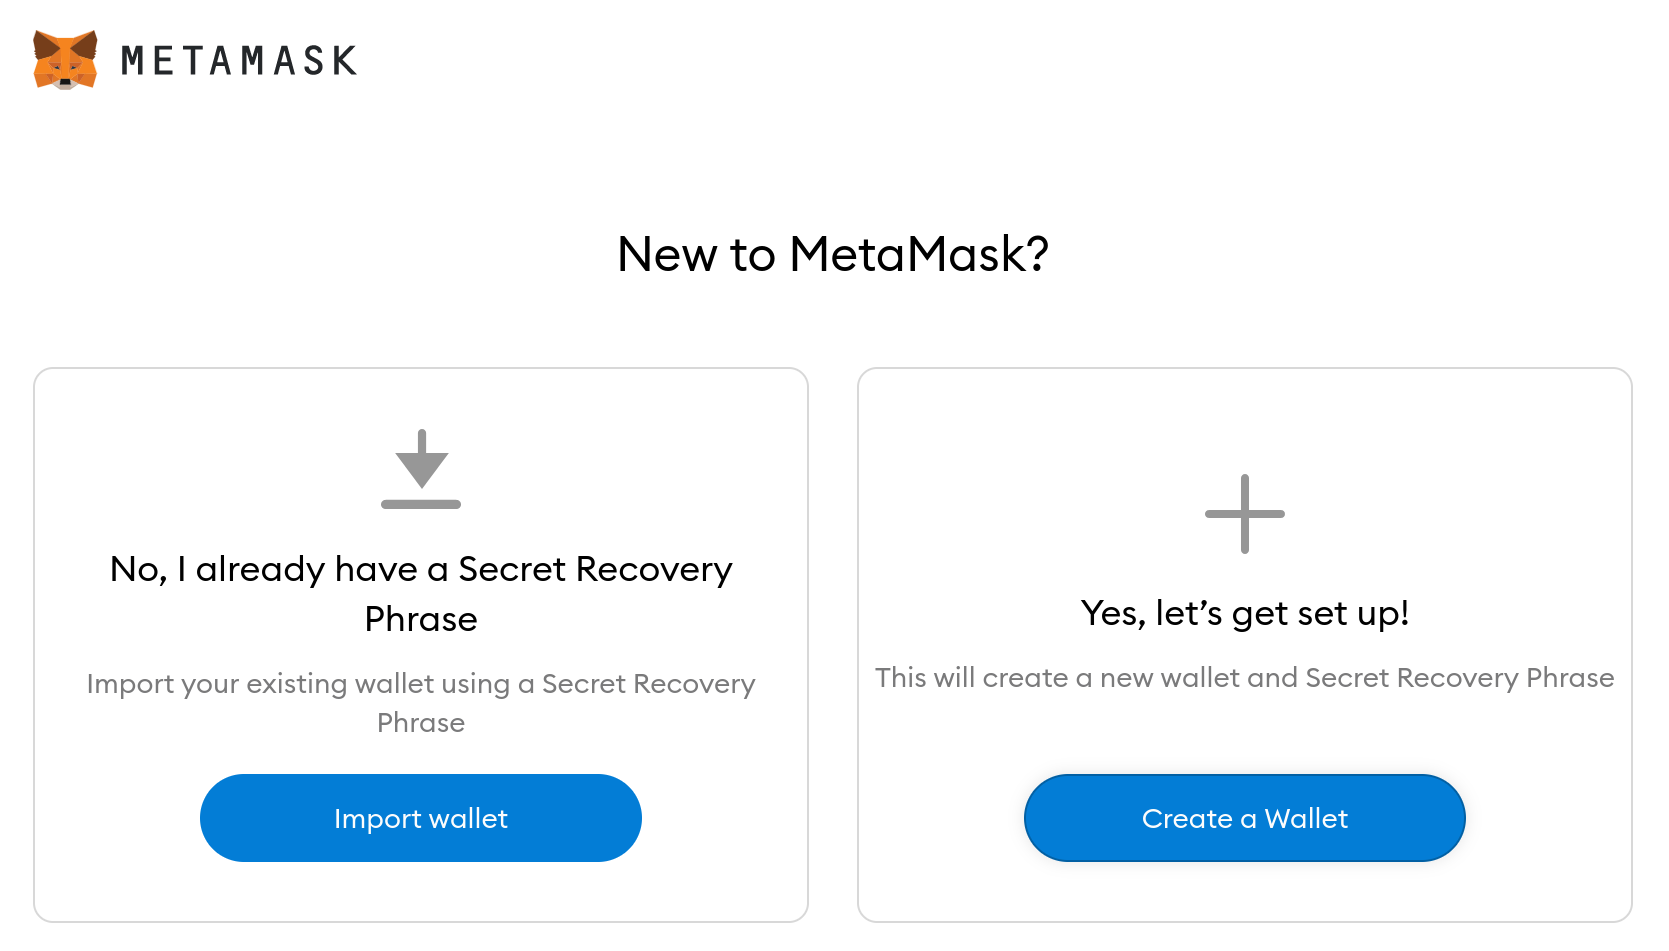 METAMASK
New to MetaMask?
No, I already have a Secret Recovery
Phrase
Import your existing wallet using a Secret Recovery
Phrase
Import wallet
Yes, let’s get set up!
This will create a new wallet and Secret Recovery Phrase
Create a Wallet